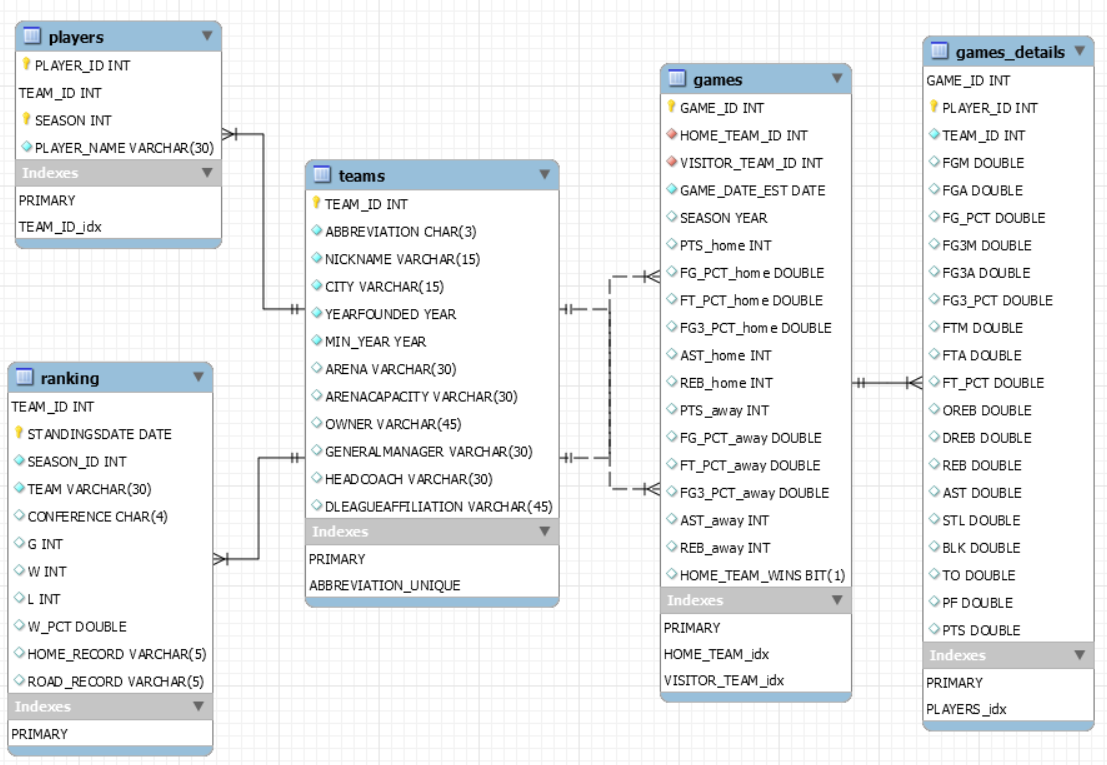 players
PLAYER_ID INT
TEAM_ID INT
SEASON INT
PLAYER_NAME VARCHAR(30)
Indexes
PRIMARY
TEAM_ID_idx
ranking
TEAM_ID INT
STANDINGSDATE DATE
SEASON_ID INT
TEAM VARCHAR(30)
CONFERENCE CHAR(4)
G INT
W INT
L INT
W_PCT DOUBLE
HOME_RECORD VARCHAR(5)
ROAD_RECORD VARCHAR(5)
Indexes
PRIMARY
teams
TEAM_ID INT
ABBREVIATION CHAR(3)
NICKNAME VARCHAR(15)
CITY VARCHAR(15)
YEARFOUNDED YEAR
MIN_YEAR YEAR
ARENA VARCHAR(30)
ARENACAPACITY VARCHAR(30)
OWNER VARCHAR(45)
GENERALMANAGER VARCHAR(30)
HEADCOACH VARCHAR(30)
DLEAGUEAFFILIATION VARCHAR(45)
Indexes
PRIMARY
ABBREVIATION_UNIQUE
games
GAME_ID INT
HOME_TEAM_ID INT
VISITOR_TEAM_ID INT
GAME_DATE_EST DATE
SEASON YEAR
PTS_home INT
FG_PCT_home DOUBLE
FT_PCT_home DOUBLE
FG3_PCT_home DOUBLE
AST_home INT
REB_home INT
PTS_away INT
FG_PCT_away DOUBLE
FT_PCT_away DOUBLE
FG3_PCT_away DOUBLE
AST_away INT
REB_away INT
HOME_TEAM_WINS BIT(1)
Indexes
PRIMARY
HOME_TEAM_idx
VISITOR_TEAM_idx
games_details
GAME_ID INT
PLAYER_ID INT
TEAM_ID INT
FGM DOUBLE
FGA DOUBLE
FG_PCT DOUBLE
FG3M DOUBLE
FG3A DOUBLE
FG3_PCT DOUBLE
FTM DOUBLE
FTA DOUBLE
FT_PCT DOUBLE
OREB DOUBLE
DREB DOUBLE
REB DOUBLE
AST DOUBLE
STL DOUBLE
BLK DOUBLE
TO DOUBLE
PF DOUBLE
PTS DOUBLE
Indexes
PRIMARY
PLAYERS_idx